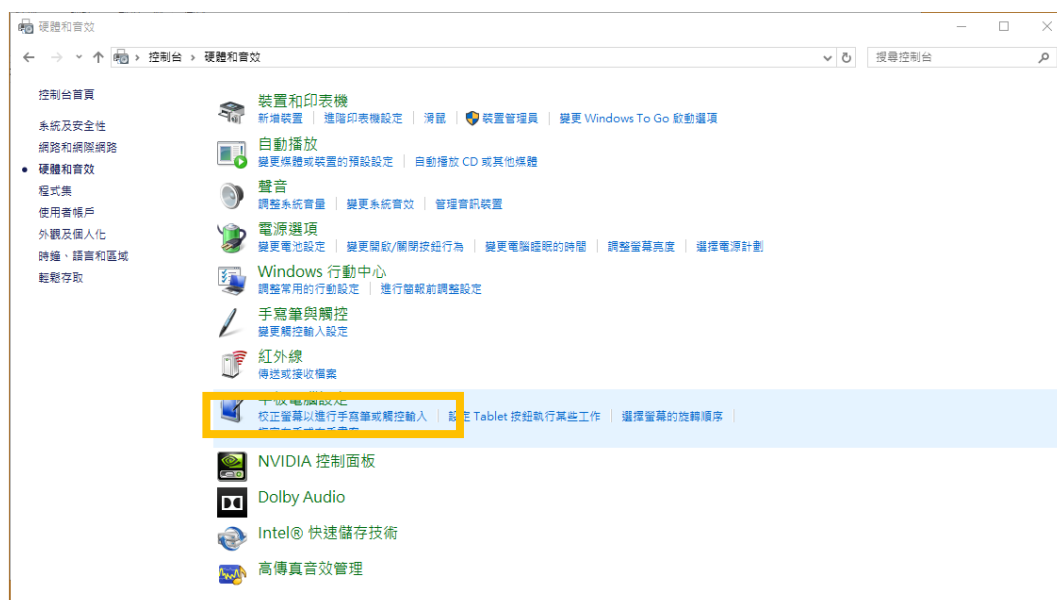 硬體和音效
控制台 › 硬體和音效
搜尋控制台
控制台首頁
系統及安全性
網路和網際網路
硬體和音效
程式集
使用者帳戶
外觀及個人化
時鐘、語言和區域
輕鬆存取
裝置和印表機
新增裝置 進階印表機設定 滑鼠 裝置管理員 變更 Windows To Go 啟動選項
自動播放
變更媒體或裝置的預設設定 自動播放 CD 或其他媒體
聲音
調整系統音量 變更系統音效 管理音訊裝置
電源選項
變更電池設定 變更開啟/關閉按鈕行為 變更電腦睡眠的時間 調整螢幕亮度 選擇電源計劃
Windows 行動中心
調整常用的行動設定 進行簡報前調整設定
手寫筆與觸控
變更觸控輸入設定
紅外線
傳送或接收檔案
平板電腦設定
校正螢幕以進行手寫筆或觸控輸入 設定 Tablet 按鈕執行某些工作 選擇螢幕的旋轉順序
NVIDIA 控制面板
Dolby Audio
Intel® 快速儲存技術
高傳真音效管理